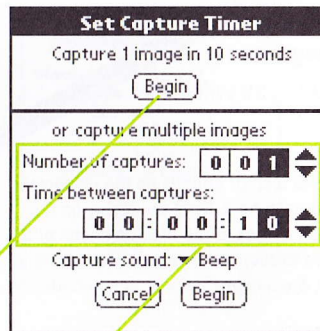 Set Capture Timer
Capture 1 image in 10 seconds
Begin
or capture multiple images
Number of captures: 0 0 1
Time between captures:
0 0 : 0 0 : 1 0
Capture sound: Beep
Cancel Begin